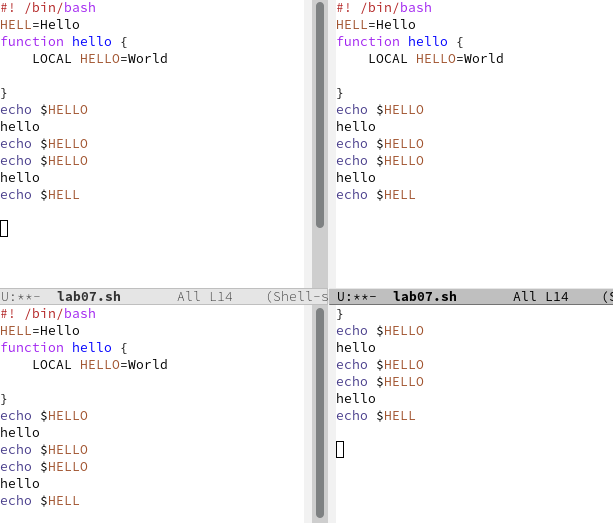 #! /bin/bash
HELL=Hello
function hello {
    LOCAL HELLO=World
}
echo $HELLO
hello
echo $HELLO
echo $HELLO
hello
echo $HELL
U:**-  lab07.sh       All L14    (Shell-s
#! /bin/bash
HELL=Hello
function hello {
    LOCAL HELLO=World
}
echo $HELLO
hello
echo $HELLO
echo $HELLO
hello
echo $HELL
U:**-  lab07.sh       All L14    (S
#! /bin/bash
HELL=Hello
function hello {
    LOCAL HELLO=World
}
echo $HELLO
hello
echo $HELLO
echo $HELLO
hello
echo $HELL
}
echo $HELLO
hello
echo $HELLO
echo $HELLO
hello
echo $HELL